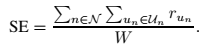 SE = \frac{\sum_{n \in \mathcal{N}} \sum_{u_n \in \mathcal{U}_n} r_{u_n}}{W}.